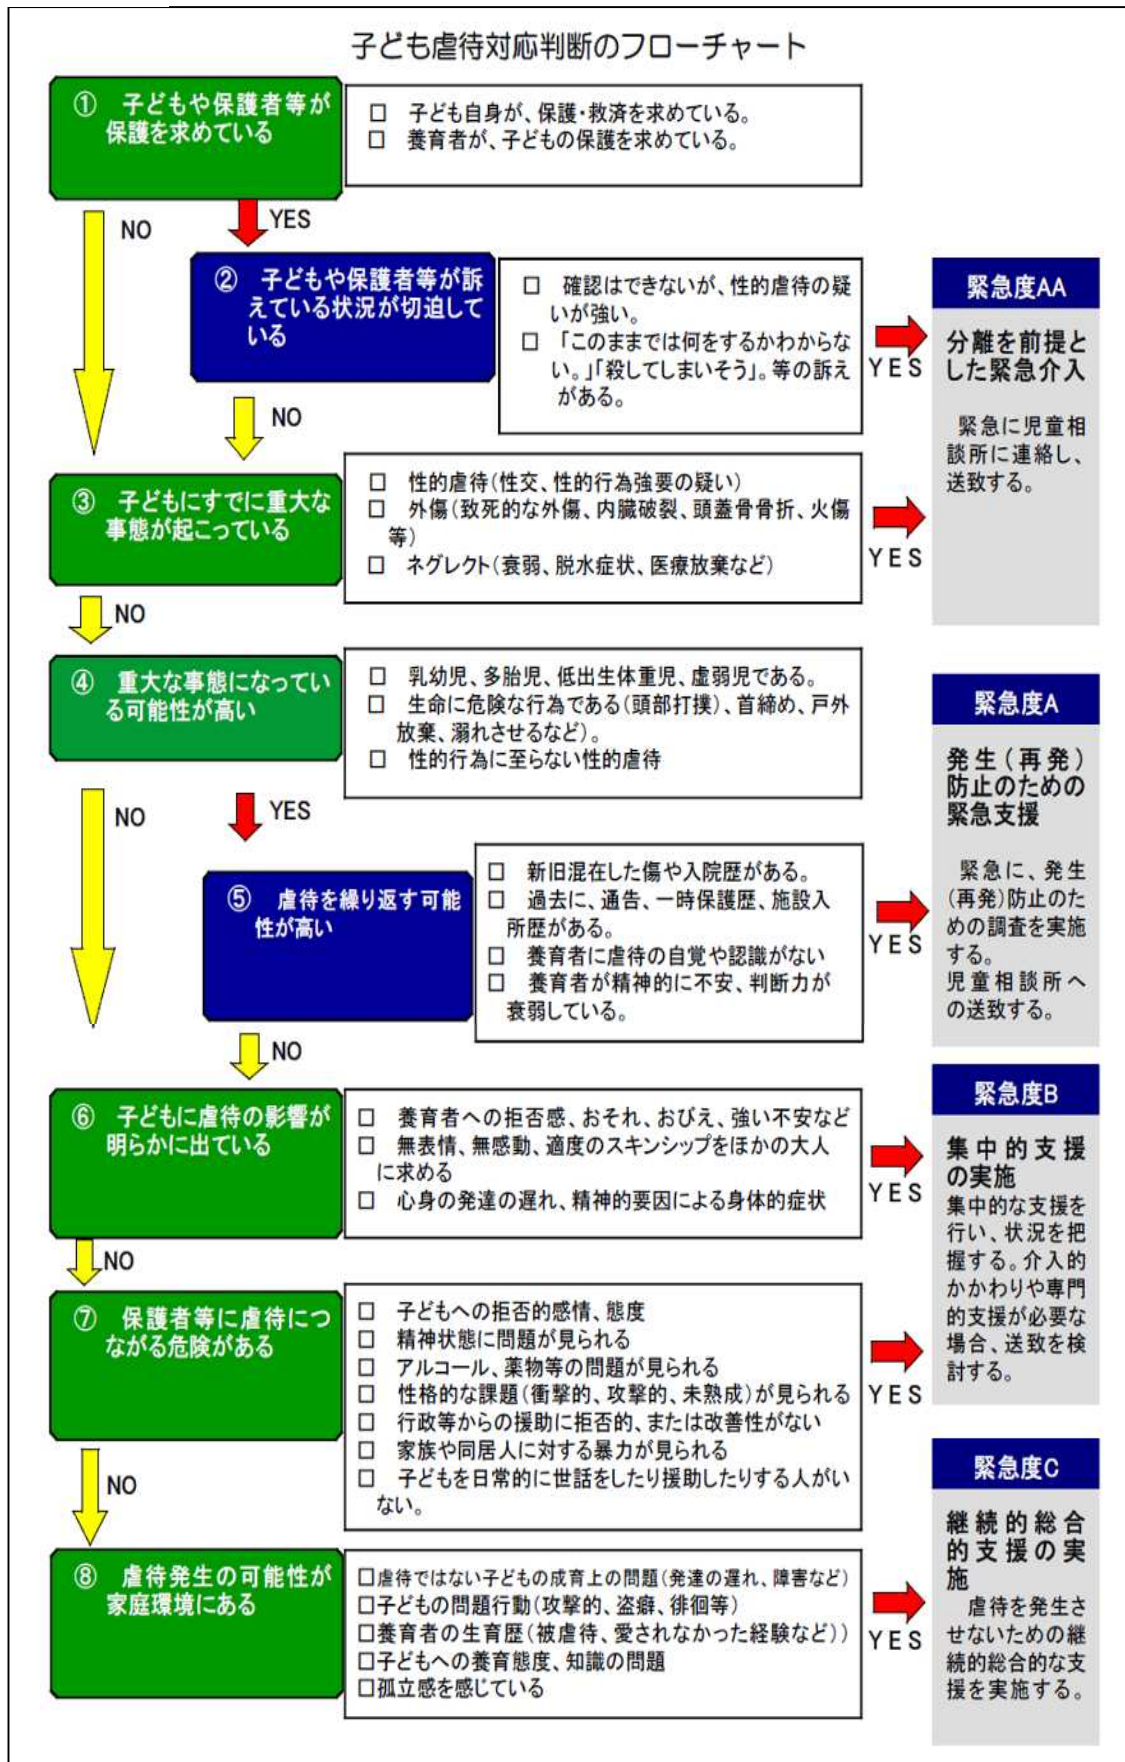 子ども虐待対応判断のフローチャート
① 子どもや保護者等が
保護を求めている
□ 子ども自身が、保護・救済を求めている。
□ 養育者が、子どもの保護を求めている。
NO
YES
② 子どもや保護者等が訴
えている状況が切迫して
いる
□ 確認はできないが、性的虐待の疑
いが強い。
□ 「このままでは何をするかわからな
い。」「殺してしまいそう」。等の訴え
がある。
YES
緊急度AA
分離を前提と
した緊急介入
緊急に児童相
談所に連絡し、
送致する。
NO
③ 子どもにすでに重大な
事態が起こっている
□ 性的虐待(性交、性的行為強要の疑い)
□ 外傷(致死的な外傷、内臓破裂、頭蓋骨骨折、火傷
等)
□ ネグレクト(衰弱、脱水症状、医療放棄など)
YES
NO
④ 重大な事態になってい
る可能性が高い
□ 乳幼児、多胎児、低出生体重児、虚弱児である。
□ 生命に危険な行為である(頭部打撲)、首締め、戸外
放棄、溺れさせるなど)。
□ 性的行為に至らない性的虐待
NO
YES
⑤ 虐待を繰り返す可能
性が高い
□ 新旧混在した傷や入院歴がある。
□ 過去に、通告、一時保護歴、施設入
所歴がある。
□ 養育者に虐待の自覚や認識がない
□ 養育者が精神的に不安、判断力が
衰弱している。
YES
緊急度A
発生(再発)
防止のための
緊急支援
緊急に、発生
(再発)防止のた
めの調査を実施
する。
児童相談所へ
の送致する。
NO
⑥ 子どもに虐待の影響が
明らかに出ている
□ 養育者への拒否感、おそれ、おびえ、強い不安など
□ 無表情、無感動、適度のスキンシップをほかの大人
に求める
□ 心身の発達の遅れ、精神的要因による身体的症状
YES
緊急度B
集中的支援
の実施
集中的な支援を
行い、状況を把
握する。介入的
かかわりや専門
的支援が必要な
場合、送致を検
討する。
NO
⑦ 保護者等に虐待につ
ながる危険がある
□ 子どもへの拒否的感情、態度
□ 精神状態に問題が見られる
□ アルコール、薬物等の問題が見られる
□ 性格的な課題(衝撃的、攻撃的、未熟成)が見られる
□ 行政等からの援助に拒否的、または改善性がない
□ 家族や同居人に対する暴力が見られる
□ 子どもを日常的に世話をしたり援助したりする人がい
ない。
YES
NO
⑧ 虐待発生の可能性が
家庭環境にある
□虐待ではない子どもの成育上の問題(発達の遅れ、障害など)
□子どもの問題行動(攻撃的、盗癖、徘徊等)
□養育者の生育歴(被虐待、愛されなかった経験など))
□子どもへの養育態度、知識の問題
□孤立感を感じている
YES
緊急度C
継続的総合
的支援の実
施
虐待を発生さ
せないための継
続的総合的な支
援を実施する。